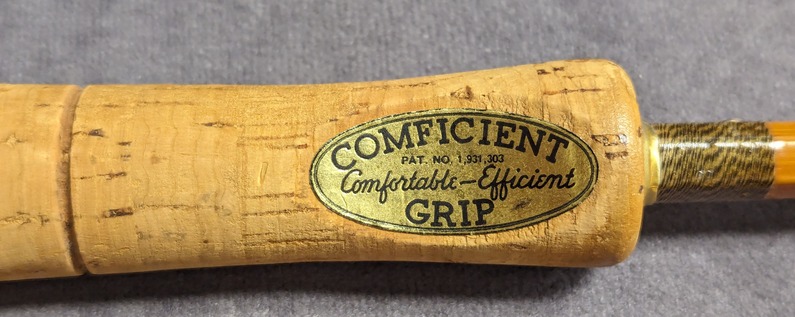 COMFICIENT
PAT. NO. 1,931,303
Comfortable-Efficient
GRIP